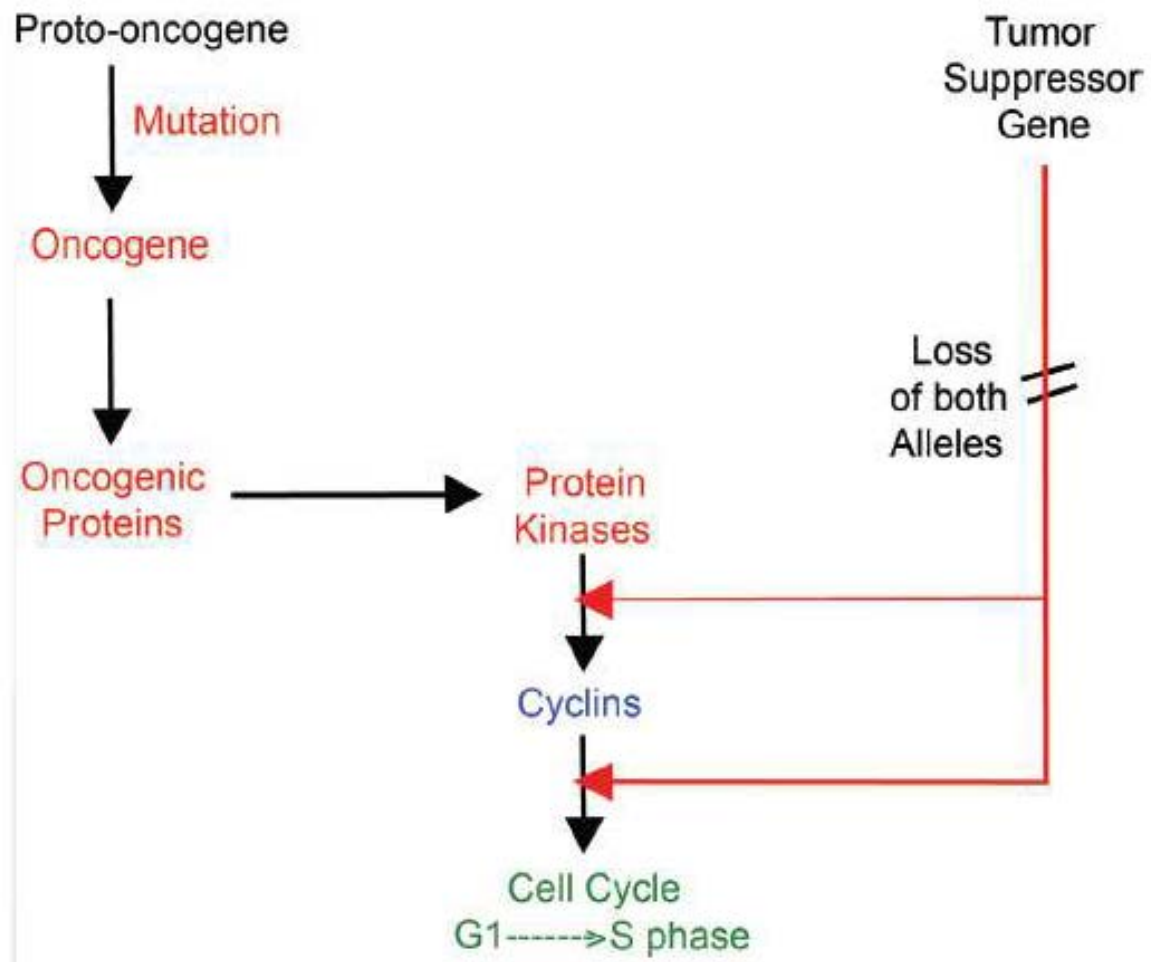 Proto-oncogene
Mutation
Oncogene
Oncogenic
Proteins
Protein
Kinases
Cyclins
Cell Cycle
G1------>S phase
Tumor
Suppressor
Gene
Loss
of both
Alleles